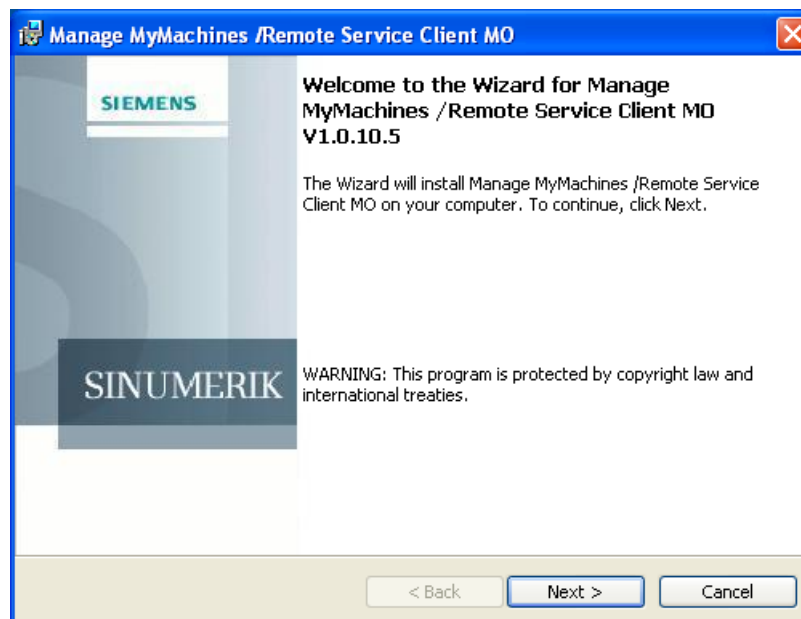 Manage MyMachines /Remote Service Client MO
SIEMENS
Welcome to the Wizard for Manage
MyMachines /Remote Service Client MO
V1.0.10.5
The Wizard will install Manage MyMachines /Remote Service
Client MO on your computer. To continue, click Next.
SINUMERIK
WARNING: This program is protected by copyright law and
international treaties.
< Back
Next >
Cancel